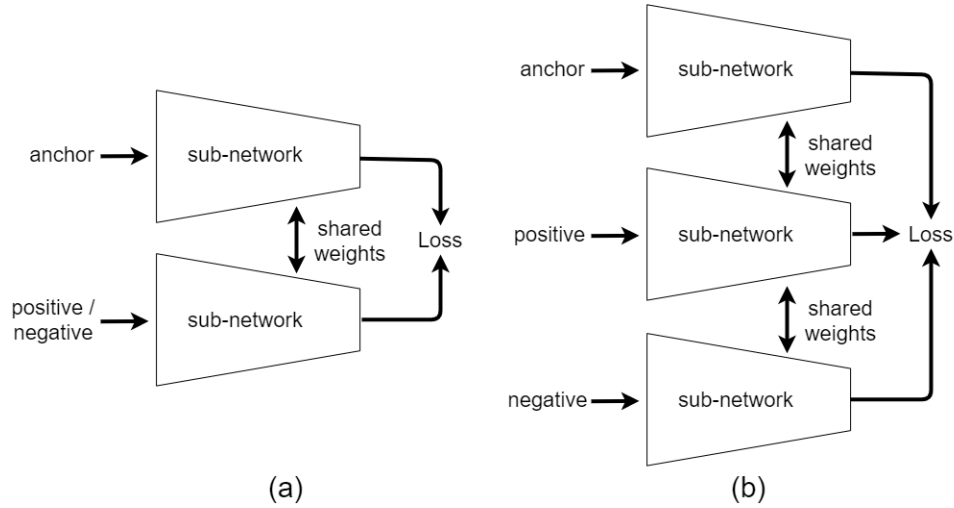 anchor
sub-network
shared
weights
Loss
positive /
negative
sub-network
(a)
anchor
sub-network
shared
weights
positive
sub-network
Loss
shared
weights
negative
sub-network
(b)